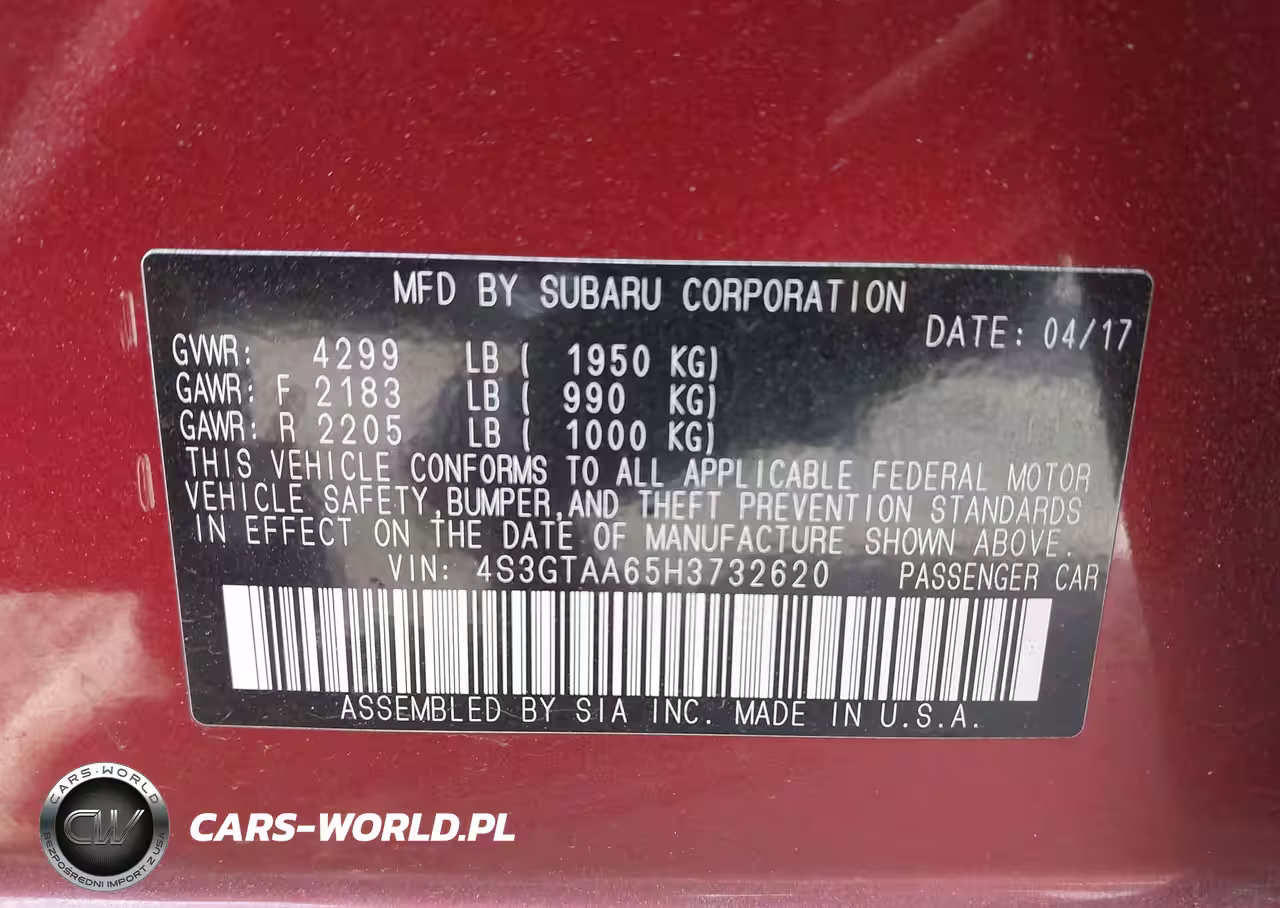 MFD BY SUBARU CORPORATION
DATE: 04/17
GVWR: 4299 LB ( 1950 KG)
GAWR: F 2183 LB ( 990 KG)
GAWR: R 2205 LB ( 1000 KG)
THIS VEHICLE CONFORMS TO ALL APPLICABLE FEDERAL MOTOR
VEHICLE SAFETY,BUMPER,AND THEFT PREVENTION STANDARDS
IN EFFECT ON THE DATE OF MANUFACTURE SHOWN ABOVE.
VIN: 4S3GTAA65H3732620 PASSENGER CAR
ASSEMBLED BY SIA INC. MADE IN U.S.A.
CARS-WORLD
CW
BEZPOŚREDNI IMPORT Z USA
CARS-WORLD.PL